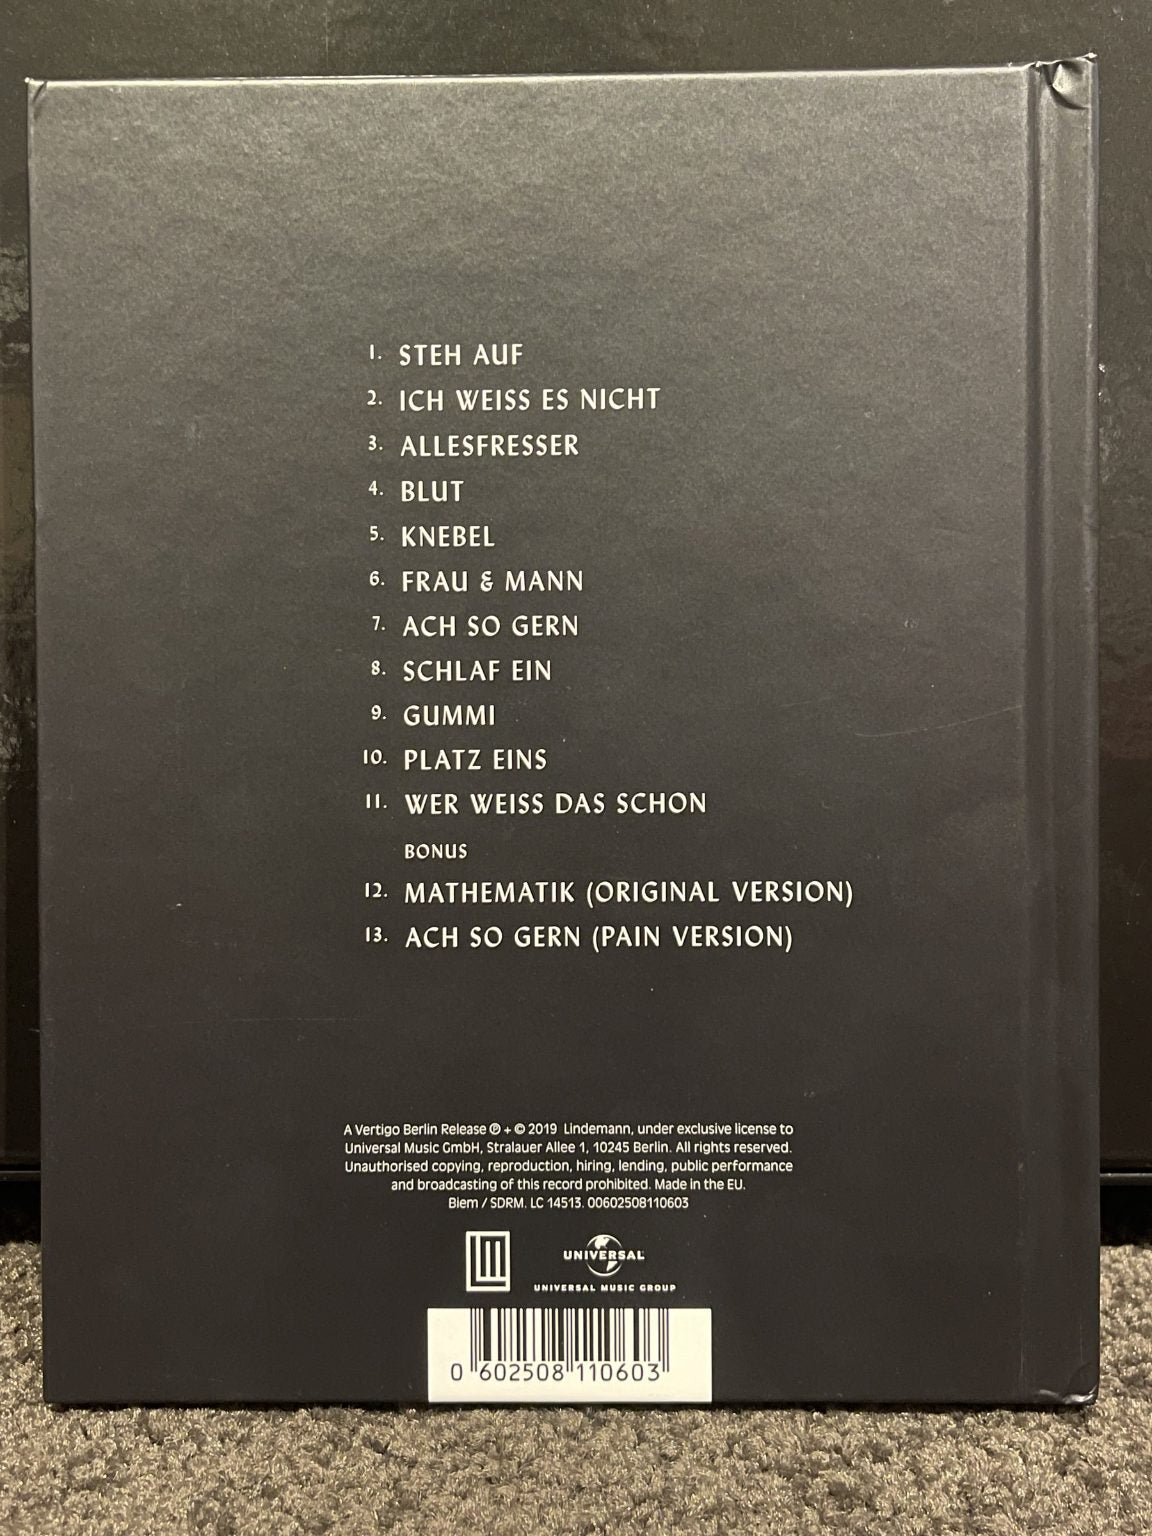 1. STEH AUF
2. ICH WEISS ES NICHT
3. ALLESFRESSER
4. BLUT
5. KNEBEL
6. FRAU & MANN
7. ACH SO GERN
8. SCHLAF EIN
9. GUMMI
10. PLATZ EINS
11. WER WEISS DAS SCHON
BONUS
12. MATHEMATIK (ORIGINAL VERSION)
13. ACH SO GERN (PAIN VERSION)
A Vertigo Berlin Release ℗ + © 2019 Lindemann, under exclusive license to
Universal Music GmbH, Stralauer Allee 1, 10245 Berlin. All rights reserved.
Unauthorised copying, reproduction, hiring, lending, public performance
and broadcasting of this record prohibited. Made in the EU.
Biem / SDRM. LC 14513. 00602508110603
UNIVERSAL
UNIVERSAL MUSIC GROUP
0 602508 110603